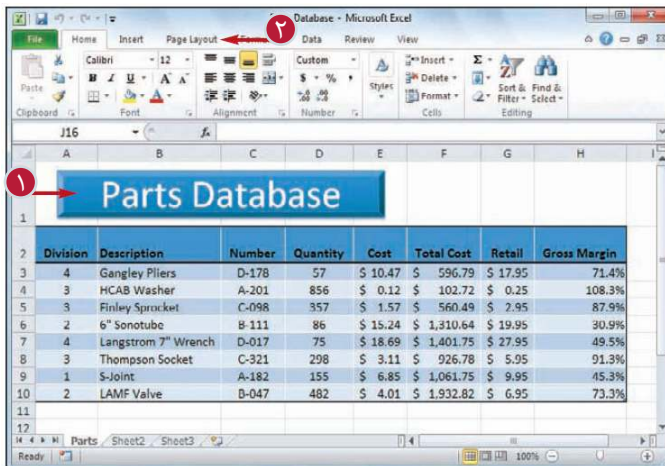 Database - Microsoft Excel
File Home Insert Page Layout ٢ Data Review View
Calibri 12 Custom Insert Σ
B I U A A $ % , Delete
Paste A Styles Format Sort & Filter Find & Select
Clipboard Font Alignment Number Cells Editing
J16 fx
A B C D E F G H I
١
1 Parts Database
2 Division Description Number Quantity Cost Total Cost Retail Gross Margin
3 4 Gangley Pliers D-178 57 $ 10.47 $ 596.79 $ 17.95 71.4%
4 3 HCAB Washer A-201 856 $ 0.12 $ 102.72 $ 0.25 108.3%
5 3 Finley Sprocket C-098 357 $ 1.57 $ 560.49 $ 2.95 87.9%
6 2 6" Sonotube B-111 86 $ 15.24 $ 1,310.64 $ 19.95 30.9%
7 4 Langstrom 7" Wrench D-017 75 $ 18.69 $ 1,401.75 $ 27.95 49.5%
8 3 Thompson Socket C-321 298 $ 3.11 $ 926.78 $ 5.95 91.3%
9 1 S-Joint A-182 155 $ 6.85 $ 1,061.75 $ 9.95 45.3%
10 2 LAMF Valve B-047 482 $ 4.01 $ 1,932.82 $ 6.95 73.3%
11
12
Parts Sheet2 Sheet3
Ready 100%